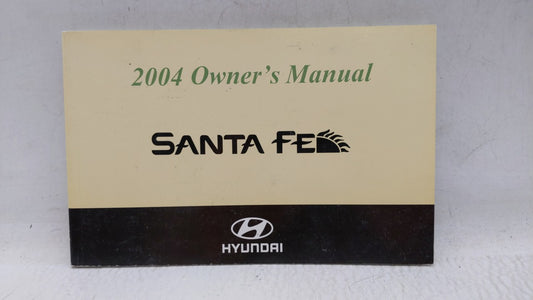 2004 Owner's Manual
SANTA FE
HYUNDAI